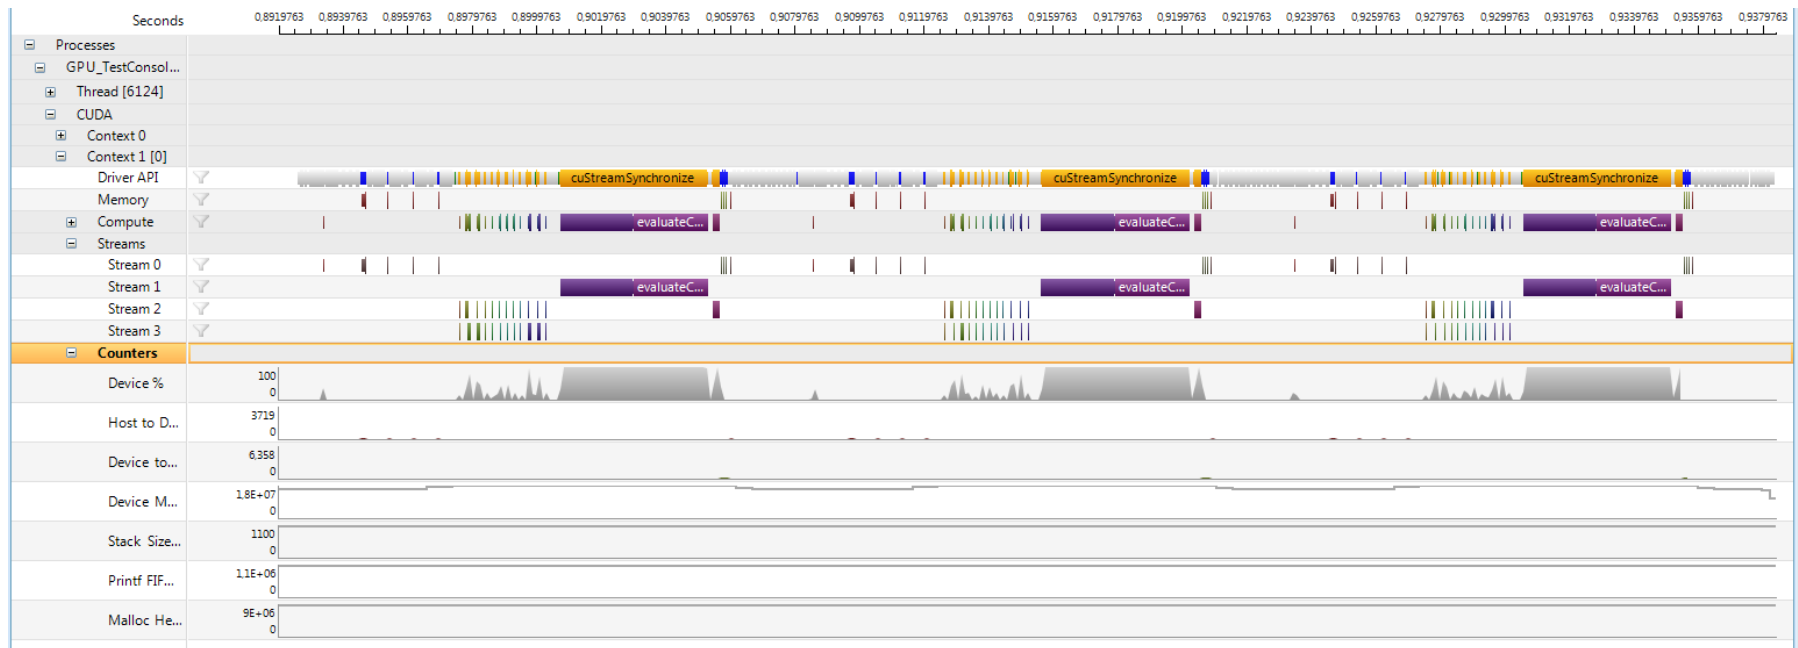 Seconds 0,8919763 0,8939763 0,8959763 0,8979763 0,8999763 0,9019763 0,9039763 0,9059763 0,9079763 0,9099763 0,9119763 0,9139763 0,9159763 0,9179763 0,9199763 0,9219763 0,9239763 0,9259763 0,9279763 0,9299763 0,9319763 0,9339763 0,9359763 0,9379763
Processes
GPU_TestConsol...
Thread [6124]
CUDA
Context 0
Context 1 [0]
Driver API cuStreamSynchronize cuStreamSynchronize cuStreamSynchronize
Memory
Compute evaluateC... evaluateC... evaluateC...
Streams
Stream 0
Stream 1 evaluateC... evaluateC... evaluateC...
Stream 2
Stream 3
Counters
Device % 100
0
Host to D... 3719
0
Device to... 6,358
0
Device M... 1,8E+07
0
Stack Size... 1100
0
Printf FIF... 1,1E+06
0
Malloc He... 9E+06
0